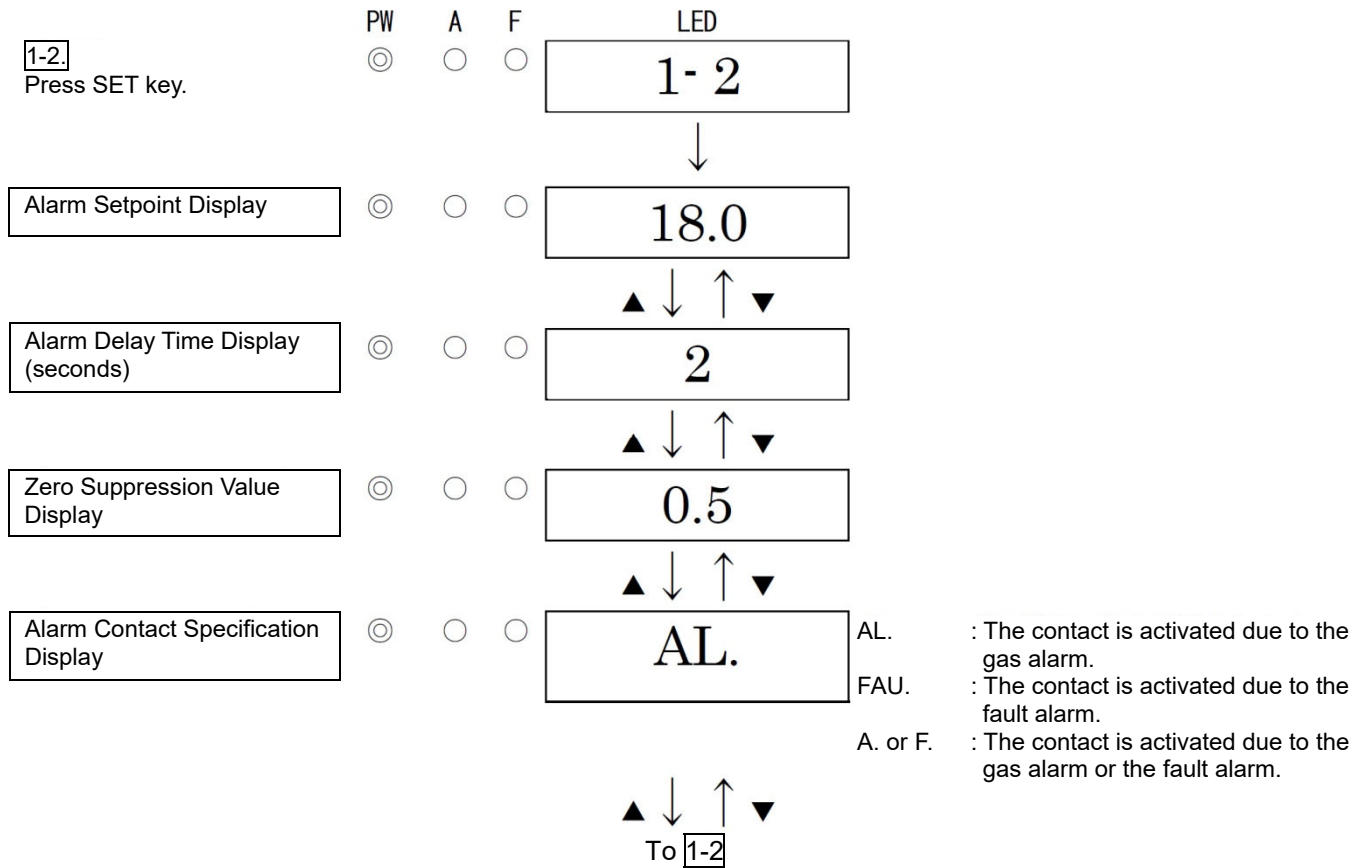 PW A F LED
1-2.
Press SET key.
◎ ○ ○ 1- 2
↓
Alarm Setpoint Display ◎ ○ ○ 18.0
▲ ↓ ↑ ▼
Alarm Delay Time Display
(seconds)
◎ ○ ○ 2
▲ ↓ ↑ ▼
Zero Suppression Value
Display
◎ ○ ○ 0.5
▲ ↓ ↑ ▼
Alarm Contact Specification
Display
◎ ○ ○ AL.
AL. : The contact is activated due to the
gas alarm.
FAU. : The contact is activated due to the
fault alarm.
A. or F. : The contact is activated due to the
gas alarm or the fault alarm.
▲ ↓ ↑ ▼
To 1-2